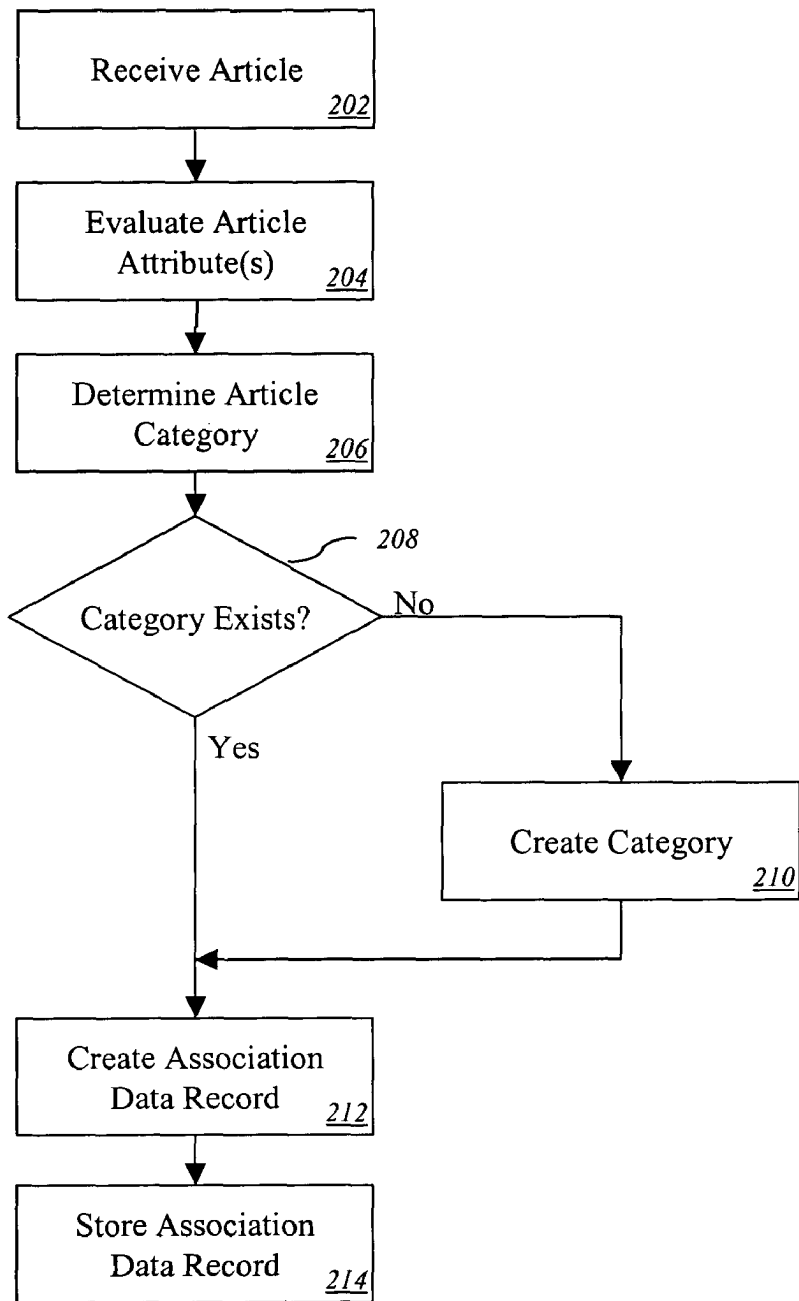 Receive Article
202
Evaluate Article
Attribute(s)
204
Determine Article
Category
206
208
Category Exists?
No
Yes
Create Category
210
Create Association
Data Record
212
Store Association
Data Record
214